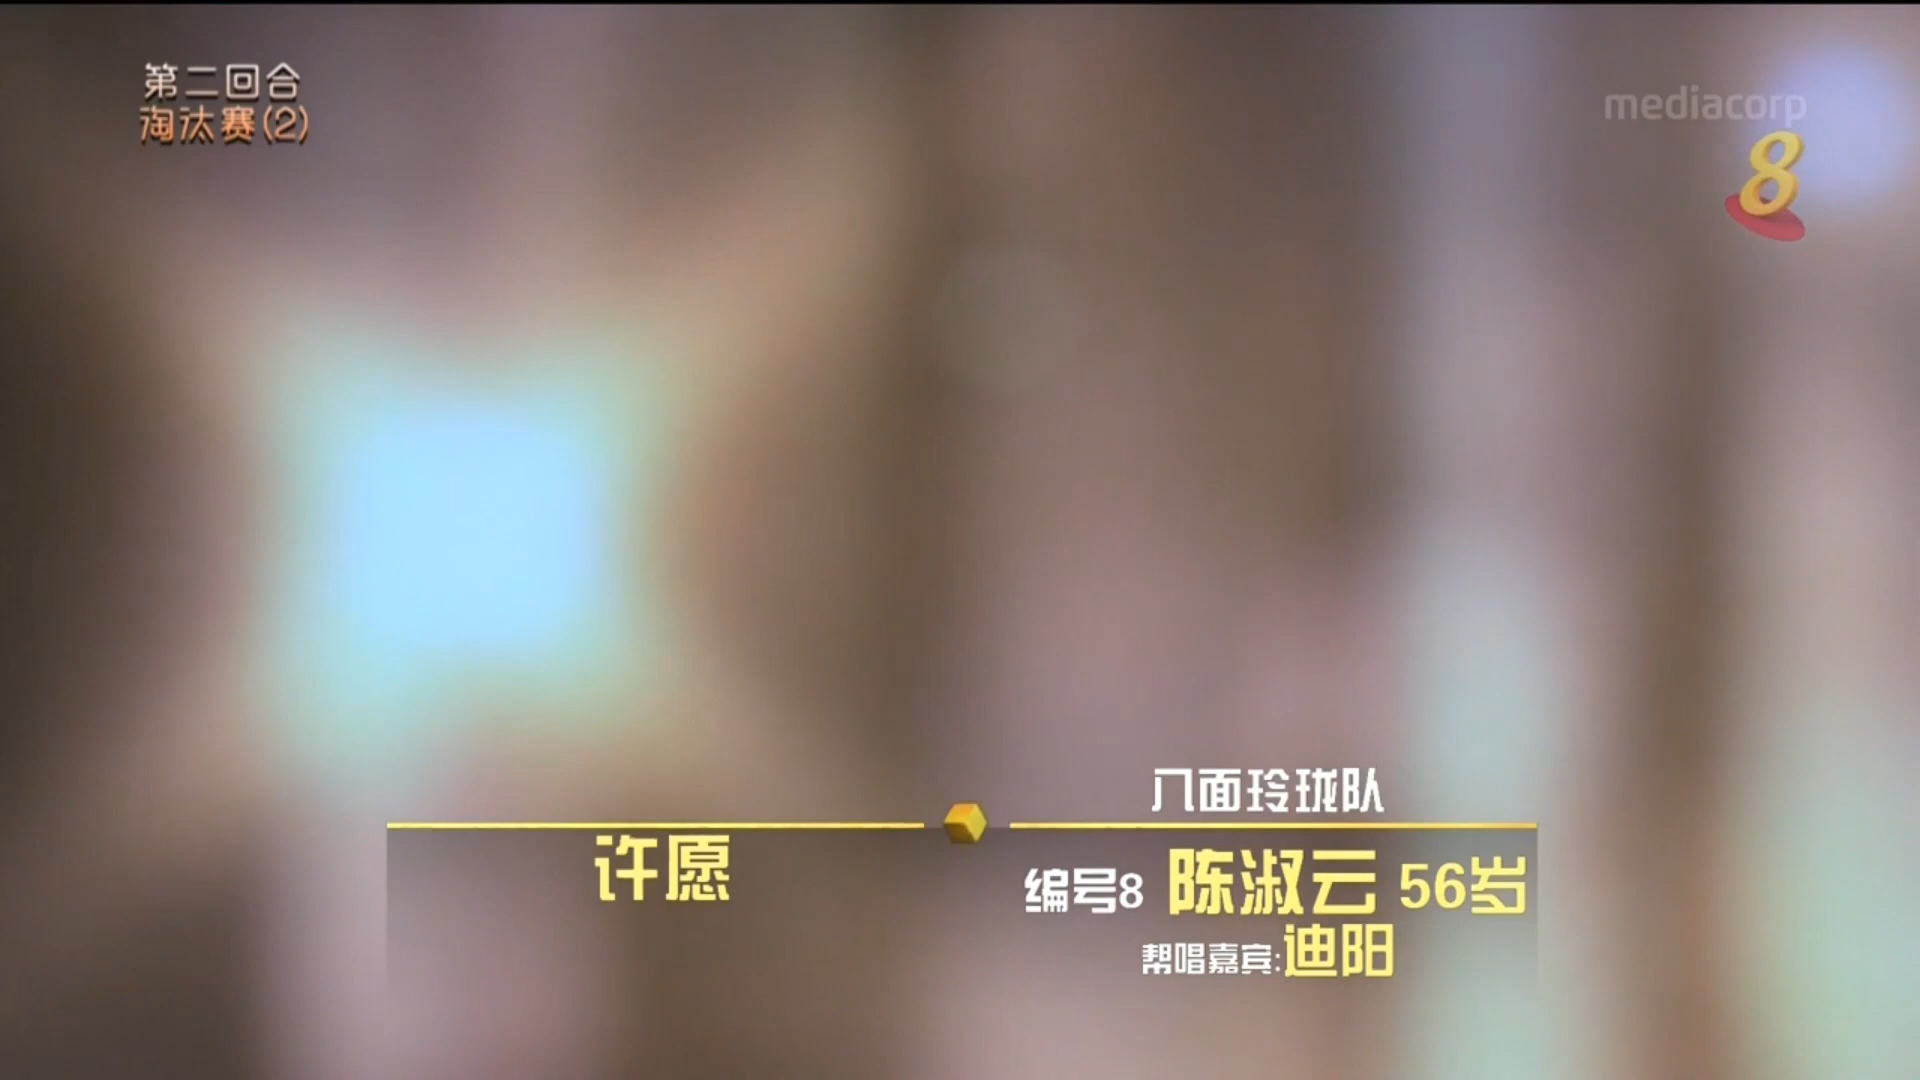 第二回合
淘汰赛(2)
mediacorp
8
八面玲珑队
许愿
编号8 陈淑云 56岁
帮唱嘉宾:迪阳